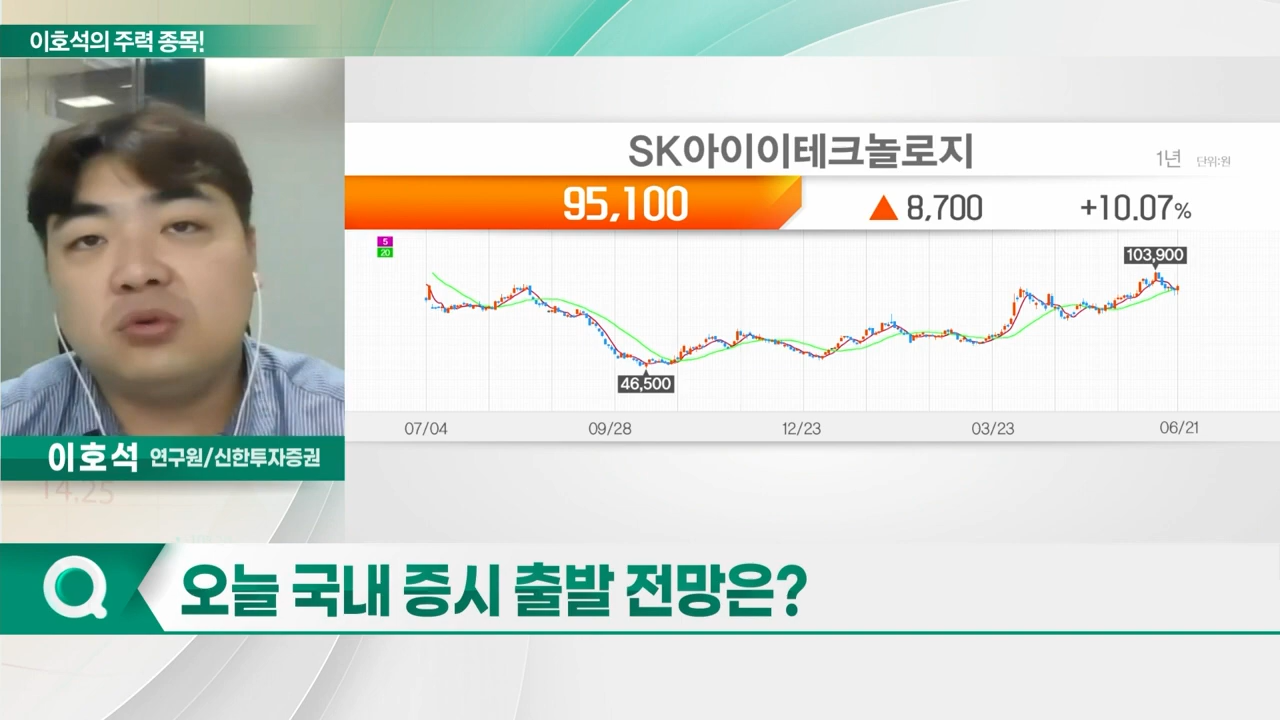 이호석의 주력 종목!
SK아이이테크놀로지
1년 단위:원
95,100 ▲ 8,700 +10.07%
5
20
103,900
46,500
07/04 09/28 12/23 03/23 06/21
이호석 연구원/신한투자증권
14,25
Q 오늘 국내 증시 출발 전망은?